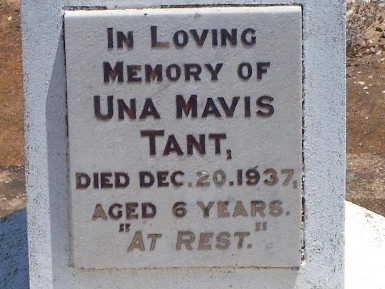 IN LOVING
MEMORY OF
UNA MAVIS
TANT,
DIED DEC. 20. 1937,
AGED 6 YEARS.
"AT REST."